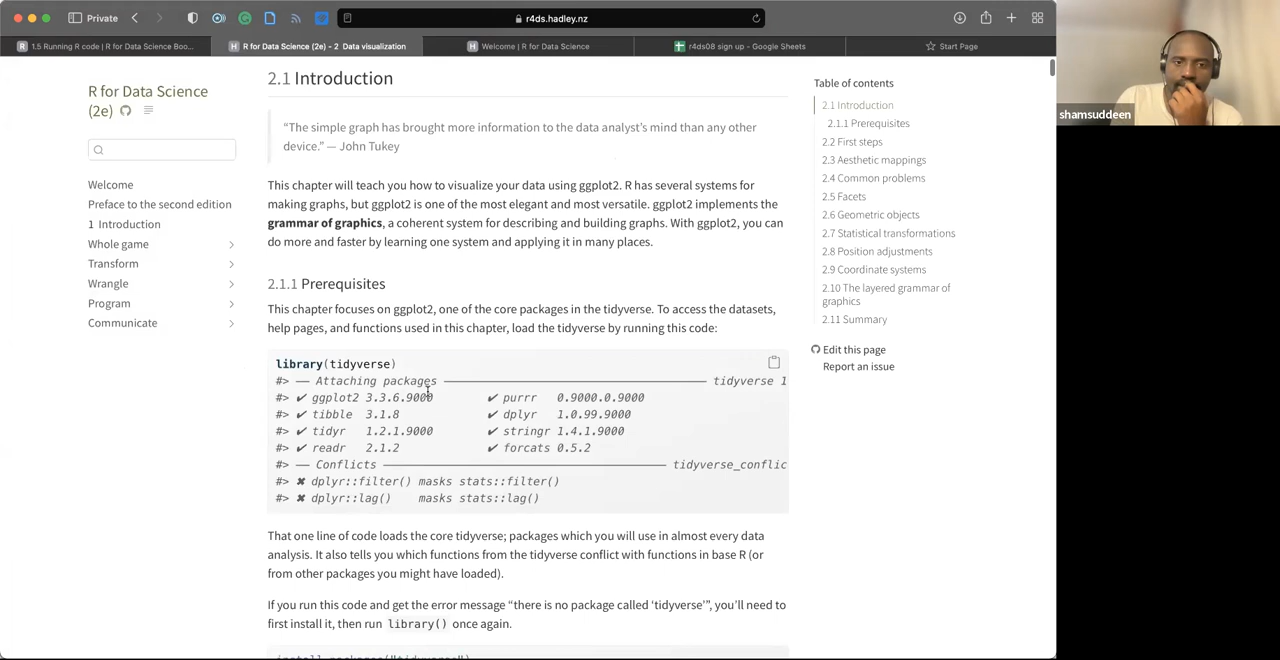 Private
r4ds.hadley.nz
1.5 Running R code | R for Data Science Boo...
R for Data Science (2e) - 2 Data visualization
Welcome | R for Data Science
r4ds08 sign up - Google Sheets
Start Page
R for Data Science
(2e)
Welcome
Preface to the second edition
1 Introduction
Whole game
Transform
Wrangle
Program
Communicate
2.1 Introduction
“The simple graph has brought more information to the data analyst’s mind than any other
device.” — John Tukey
This chapter will teach you how to visualize your data using ggplot2. R has several systems for
making graphs, but ggplot2 is one of the most elegant and most versatile. ggplot2 implements the
grammar of graphics, a coherent system for describing and building graphs. With ggplot2, you can
do more and faster by learning one system and applying it in many places.
2.1.1 Prerequisites
This chapter focuses on ggplot2, one of the core packages in the tidyverse. To access the datasets,
help pages, and functions used in this chapter, load the tidyverse by running this code:
library(tidyverse)
#> ── Attaching packages ──────────────────── tidyverse 1
#> ✔ ggplot2 3.3.6.9000 ✔ purrr 0.9000.0.9000
#> ✔ tibble 3.1.8 ✔ dplyr 1.0.99.9000
#> ✔ tidyr 1.2.1.9000 ✔ stringr 1.4.1.9000
#> ✔ readr 2.1.2 ✔ forcats 0.5.2
#> ── Conflicts ──────────────────── tidyverse_conflic
#> ✖ dplyr::filter() masks stats::filter()
#> ✖ dplyr::lag() masks stats::lag()
That one line of code loads the core tidyverse; packages which you will use in almost every data
analysis. It also tells you which functions from the tidyverse conflict with functions in base R (or
from other packages you might have loaded).
If you run this code and get the error message “there is no package called ‘tidyverse’”, you’ll need to
first install it, then run library() once again.
install.packages("tidyverse")
Table of contents
2.1 Introduction
2.1.1 Prerequisites
2.2 First steps
2.3 Aesthetic mappings
2.4 Common problems
2.5 Facets
2.6 Geometric objects
2.7 Statistical transformations
2.8 Position adjustments
2.9 Coordinate systems
2.10 The layered grammar of
graphics
2.11 Summary
Edit this page
Report an issue
shamsuddeen